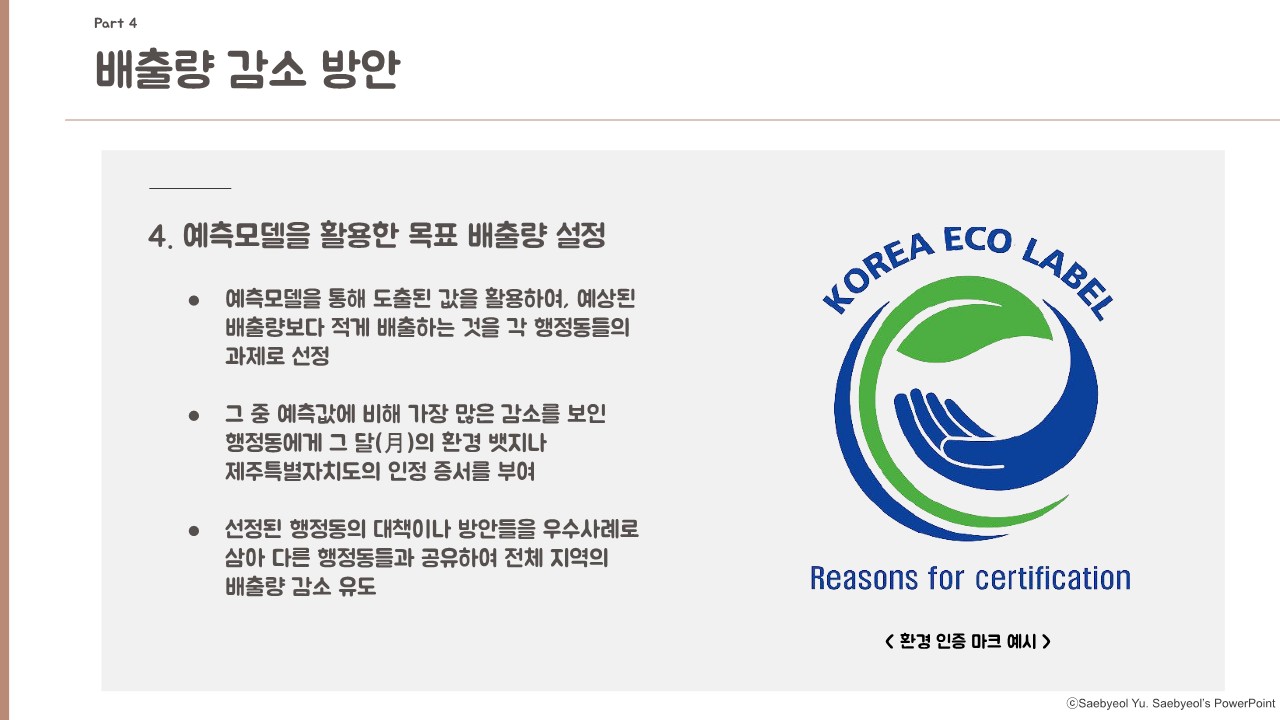 Part 4
배출량 감소 방안
4. 예측모델을 활용한 목표 배출량 설정
● 예측모델을 통해 도출된 값을 활용하여, 예상된
배출량보다 적게 배출하는 것을 각 행정동들의
과제로 선정
● 그 중 예측값에 비해 가장 많은 감소를 보인
행정동에게 그 달(月)의 환경 뱃지나
제주특별자치도의 인정 증서를 부여
● 선정된 행정동의 대책이나 방안들을 우수사례로
삼아 다른 행정동들과 공유하여 전체 지역의
배출량 감소 유도
KOREA ECO LABEL
Reasons for certification
< 환경 인증 마크 예시 >
ⓒSaebyeol Yu. Saebyeol's PowerPoint